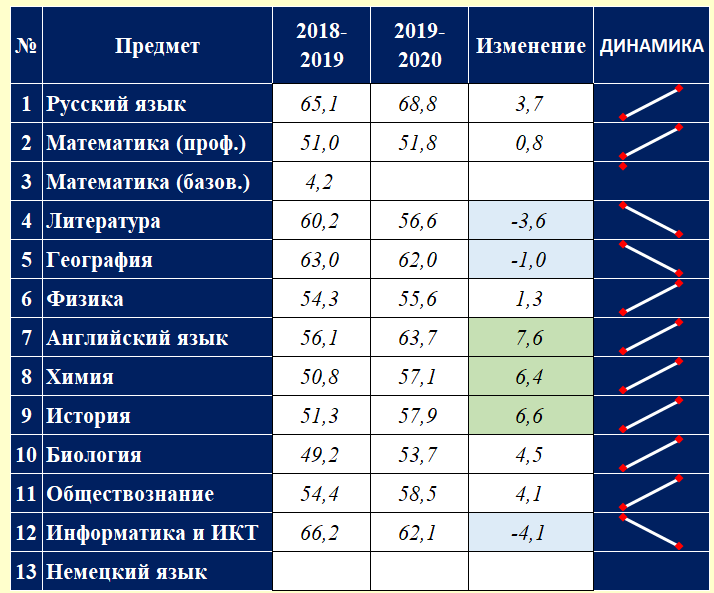 № Предмет 2018-2019 2019-2020 Изменение ДИНАМИКА
1 Русский язык 65,1 68,8 3,7
2 Математика (проф.) 51,0 51,8 0,8
3 Математика (базов.) 4,2
4 Литература 60,2 56,6 -3,6
5 География 63,0 62,0 -1,0
6 Физика 54,3 55,6 1,3
7 Английский язык 56,1 63,7 7,6
8 Химия 50,8 57,1 6,4
9 История 51,3 57,9 6,6
10 Биология 49,2 53,7 4,5
11 Обществознание 54,4 58,5 4,1
12 Информатика и ИКТ 66,2 62,1 -4,1
13 Немецкий язык